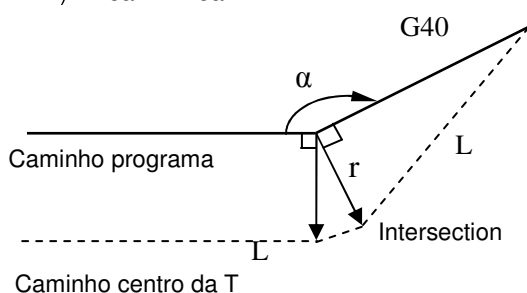 G40
α
Caminho programa
r
L
Intersection
L
Caminho centro da T